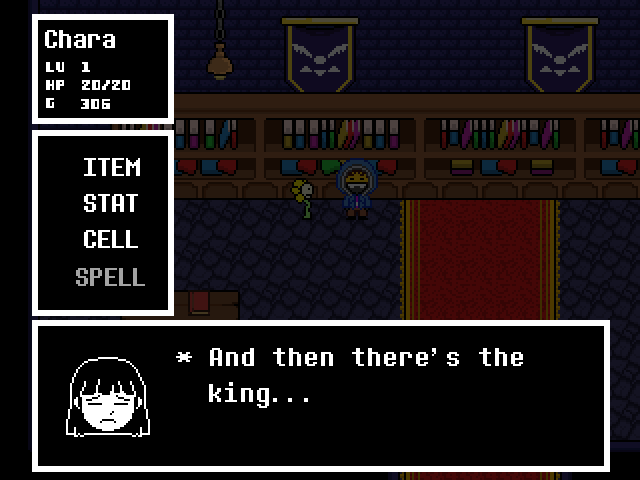 Chara
LV 1
HP 20/20
G 306
ITEM
STAT
CELL
SPELL
* And then there's the
king...